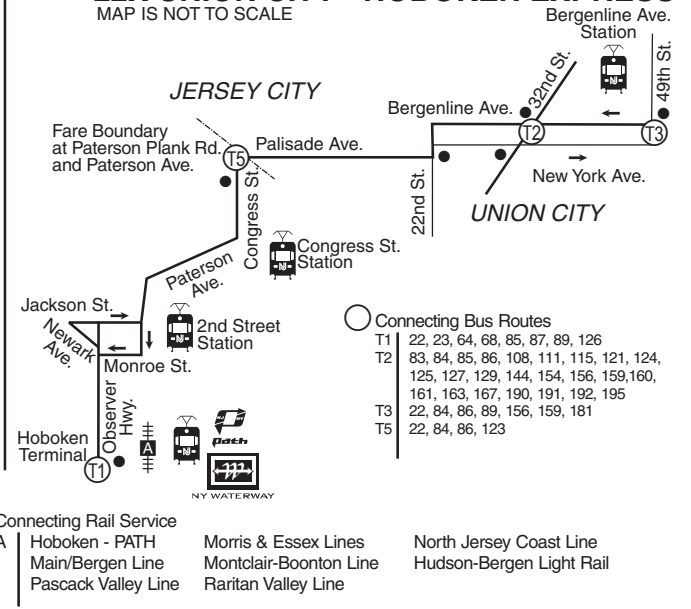 MAP IS NOT TO SCALE
Bergenline Ave.
Station
JERSEY CITY
32nd St.
49th St.
Bergenline Ave.
Fare Boundary
at Paterson Plank Rd.
and Paterson Ave.
T5
Palisade Ave.
T2
T3
New York Ave.
22nd St.
UNION CITY
Congress St.
Congress St.
Station
Paterson
Ave.
Jackson St.
Newark
Ave.
2nd Street
Station
Monroe St.
Observer
Hwy.
Hoboken
Terminal
T1
A
path
NY WATERWAY
Connecting Bus Routes
T1 22, 23, 64, 68, 85, 87, 89, 126
T2 83, 84, 85, 86, 108, 111, 115, 121, 124,
125, 127, 129, 144, 154, 156, 159,160,
161, 163, 167, 190, 191, 192, 195
T3 22, 84, 86, 89, 156, 159, 181
T5 22, 84, 86, 123
Connecting Rail Service
A Hoboken - PATH Morris & Essex Lines North Jersey Coast Line
Main/Bergen Line Montclair-Boonton Line Hudson-Bergen Light Rail
Pascack Valley Line Raritan Valley Line